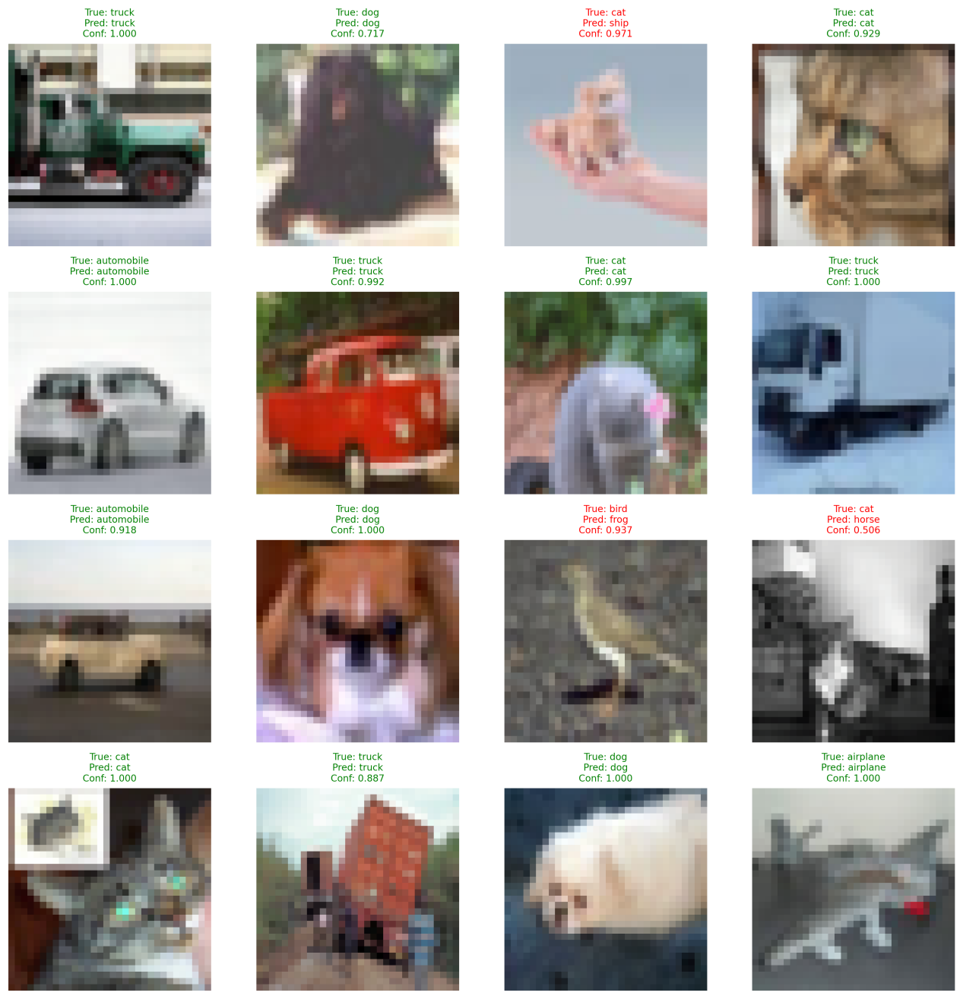 True: truck
Pred: truck
Conf: 1.000
True: dog
Pred: dog
Conf: 0.717
True: cat
Pred: ship
Conf: 0.971
True: cat
Pred: cat
Conf: 0.929
True: automobile
Pred: automobile
Conf: 1.000
True: truck
Pred: truck
Conf: 0.992
True: cat
Pred: cat
Conf: 0.997
True: truck
Pred: truck
Conf: 1.000
True: automobile
Pred: automobile
Conf: 0.918
True: dog
Pred: dog
Conf: 1.000
True: bird
Pred: frog
Conf: 0.937
True: cat
Pred: horse
Conf: 0.506
True: cat
Pred: cat
Conf: 1.000
True: truck
Pred: truck
Conf: 0.887
True: dog
Pred: dog
Conf: 1.000
True: airplane
Pred: airplane
Conf: 1.000